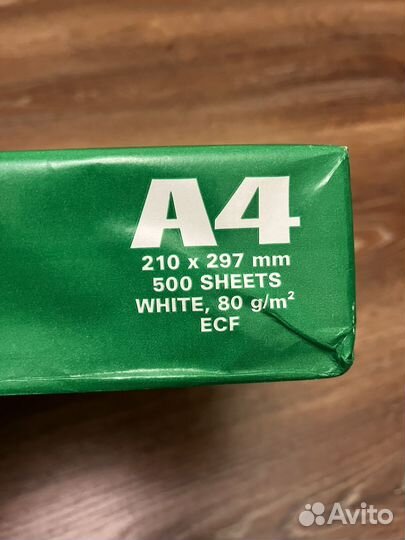 A4
210 x 297 mm
500 SHEETS
WHITE, 80 g/m²
ECF
Avito